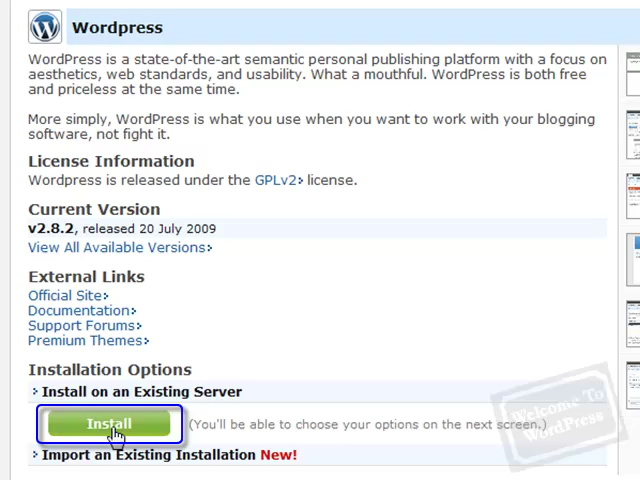 Wordpress
WordPress is a state-of-the-art semantic personal publishing platform with a focus on
aesthetics, web standards, and usability. What a mouthful. WordPress is both free
and priceless at the same time.
More simply, WordPress is what you use when you want to work with your blogging
software, not fight it.
License Information
Wordpress is released under the GPLv2 license.
Current Version
v2.8.2, released 20 July 2009
View All Available Versions
External Links
Official Site
Documentation
Support Forums
Premium Themes
Installation Options
Install on an Existing Server
Install (You'll be able to choose your options on the next screen.)
Import an Existing Installation New!
Welcome To
WordPress